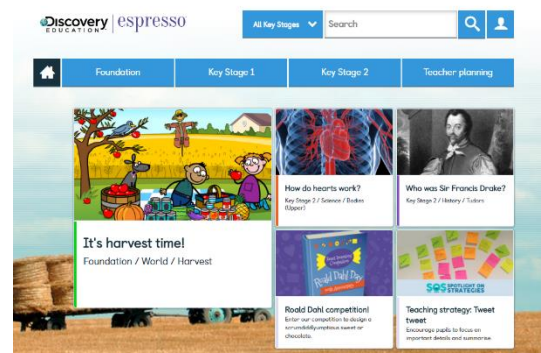 Discovery EDUCATION espresso
All Key Stages
Search
Foundation
Key Stage 1
Key Stage 2
Teacher planning
It's harvest time!
Foundation / World / Harvest
How do hearts work?
Key Stage 2 / Science / Bodies
(Upper)
Who was Sir Francis Drake?
Key Stage 2 / History / Tudors
Roald Dahl Day
Roald Dahl competition!
Enter our competition to design a
scrumdiddlyumptious sweet or
chocolate.
SOS SPOTLIGHT ON
STRATEGIES
Teaching strategy: Tweet
tweet
Encourage pupils to focus on
important details and summarise.